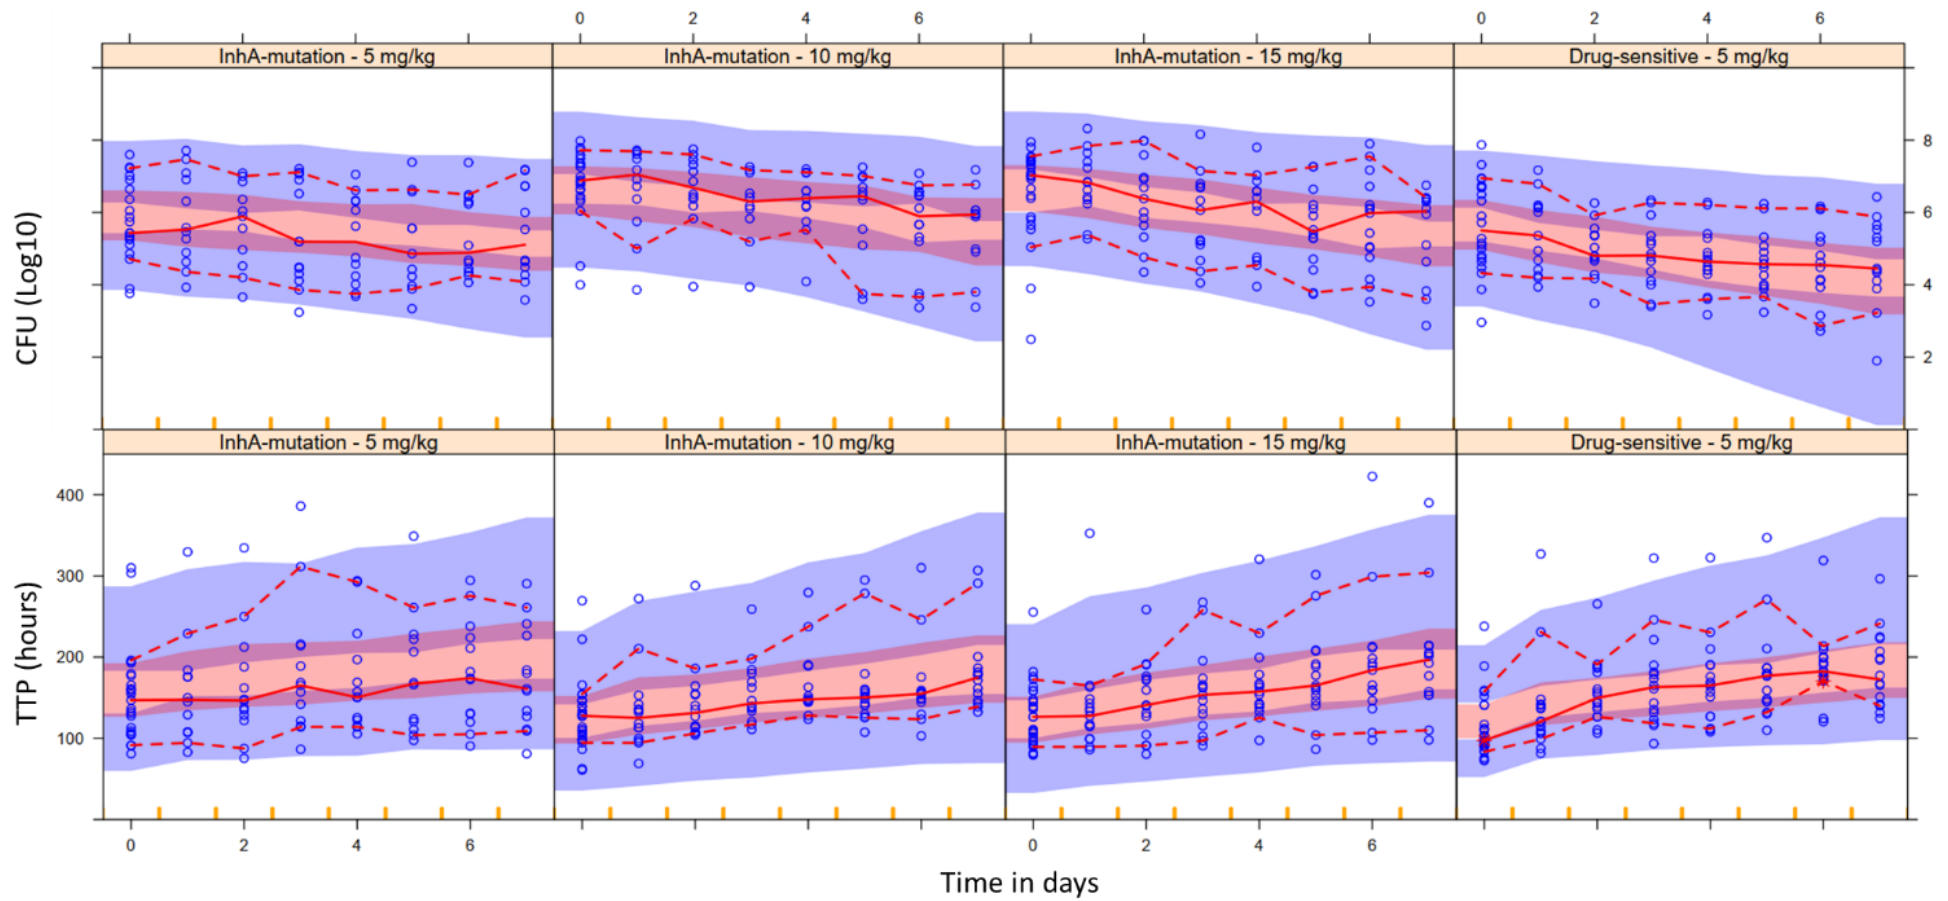 0 2 4 6 0 2 4 6
InhA-mutation - 5 mg/kg InhA-mutation - 10 mg/kg InhA-mutation - 15 mg/kg Drug-sensitive - 5 mg/kg
8
6
4
2
CFU (Log10)
InhA-mutation - 5 mg/kg InhA-mutation - 10 mg/kg InhA-mutation - 15 mg/kg Drug-sensitive - 5 mg/kg
400
300
200
100
TTP (hours)
0 2 4 6 0 2 4 6
Time in days